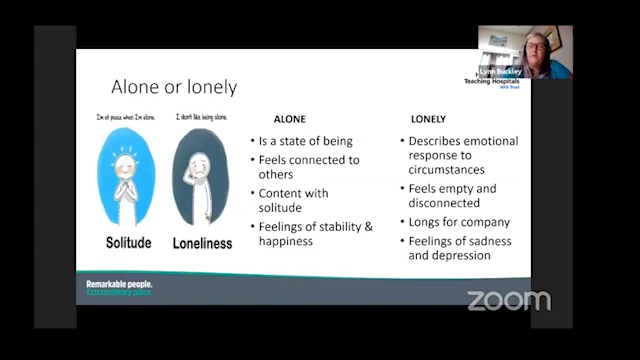 Lynn Buckley
Teaching Hospitals
NHS Trust
Alone or lonely
I'm at peace when I'm alone.
I don't like being alone.
Solitude
Loneliness
ALONE
• Is a state of being
• Feels connected to
others
• Content with
solitude
• Feelings of stability &
happiness
LONELY
• Describes emotional
response to
circumstances
• Feels empty and
disconnected
• Longs for company
• Feelings of sadness
and depression
Remarkable people.
Extraordinary place.
zoom